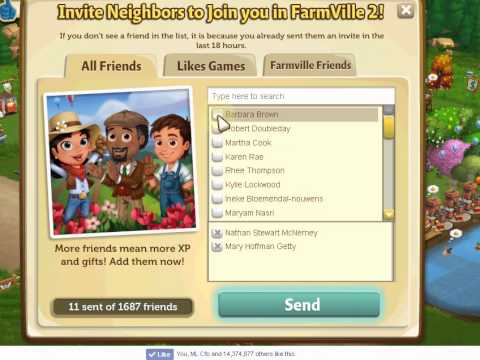 Invite Neighbors to Join you in FarmVille 2!
If you don't see a friend in the list, it is because you already sent them an invite in the
last 18 hours.
All Friends
Likes Games
Farmville Friends
Type here to search
Barbara Brown
Robert Doubleday
Martha Cook
Karen Rae
Rhee Thompson
Kylie Lockwood
Ineke Bloemendal-nouwens
Maryam Nasri
Nathan Stewart McNerney
Mary Hoffman Getty
More friends mean more XP
and gifts! Add them now!
11 sent of 1687 friends
Send
Like You, ML Cfo and 14,374,877 others like this.